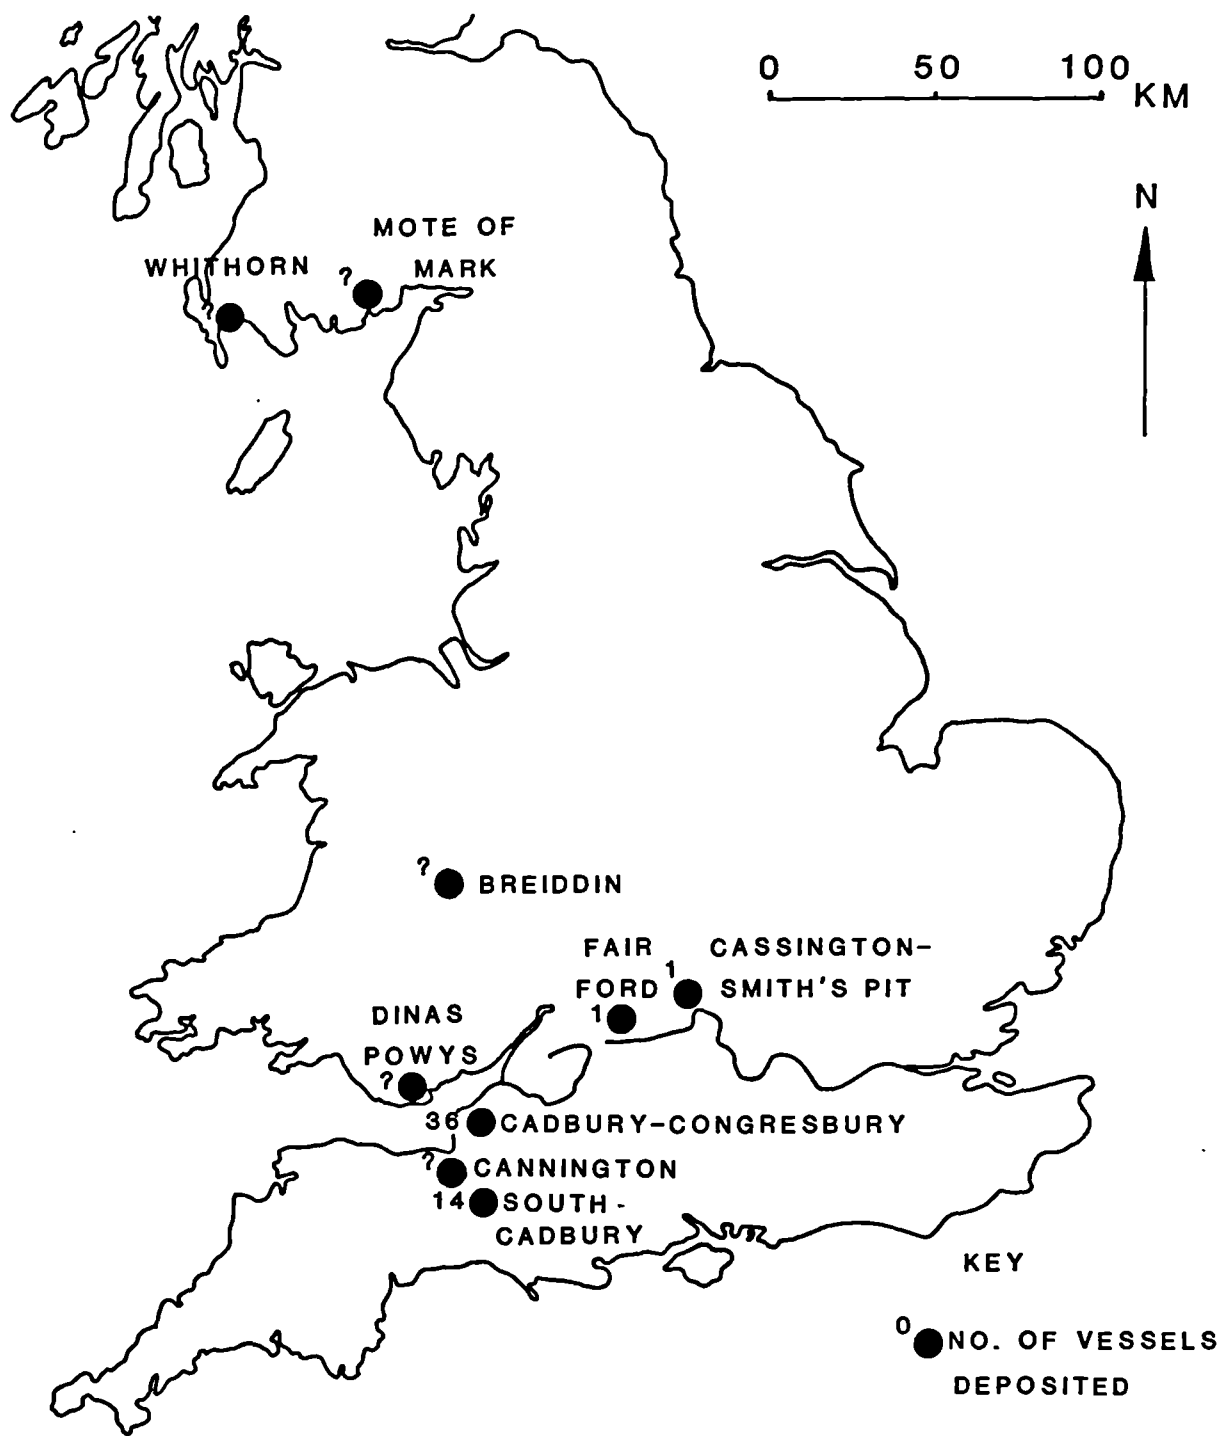 0 50 100
KM
N
MOTE OF
WHITHORN ? MARK
?
? BREIDDIN
FAIR CASSINGTON-
1
FORD SMITH'S PIT
1
DINAS
POWYS
?
36 CADBURY-CONGRESBURY
? CANNINGTON
14 SOUTH-
CADBURY
KEY
0
NO. OF VESSELS
DEPOSITED